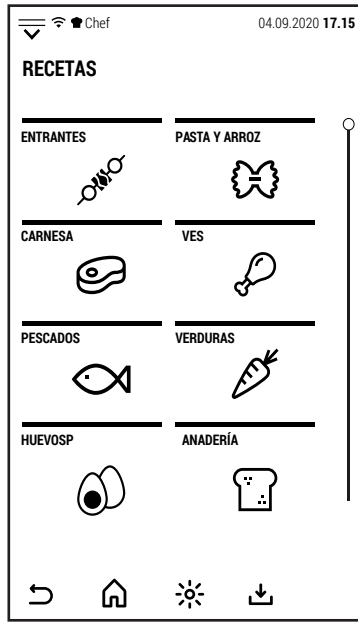 Chef 04.09.2020 17.15
RECETAS
ENTRANTES PASTA Y ARROZ
CARNESA VES
PESCADOS VERDURAS
HUEVOSP ANADERÍA